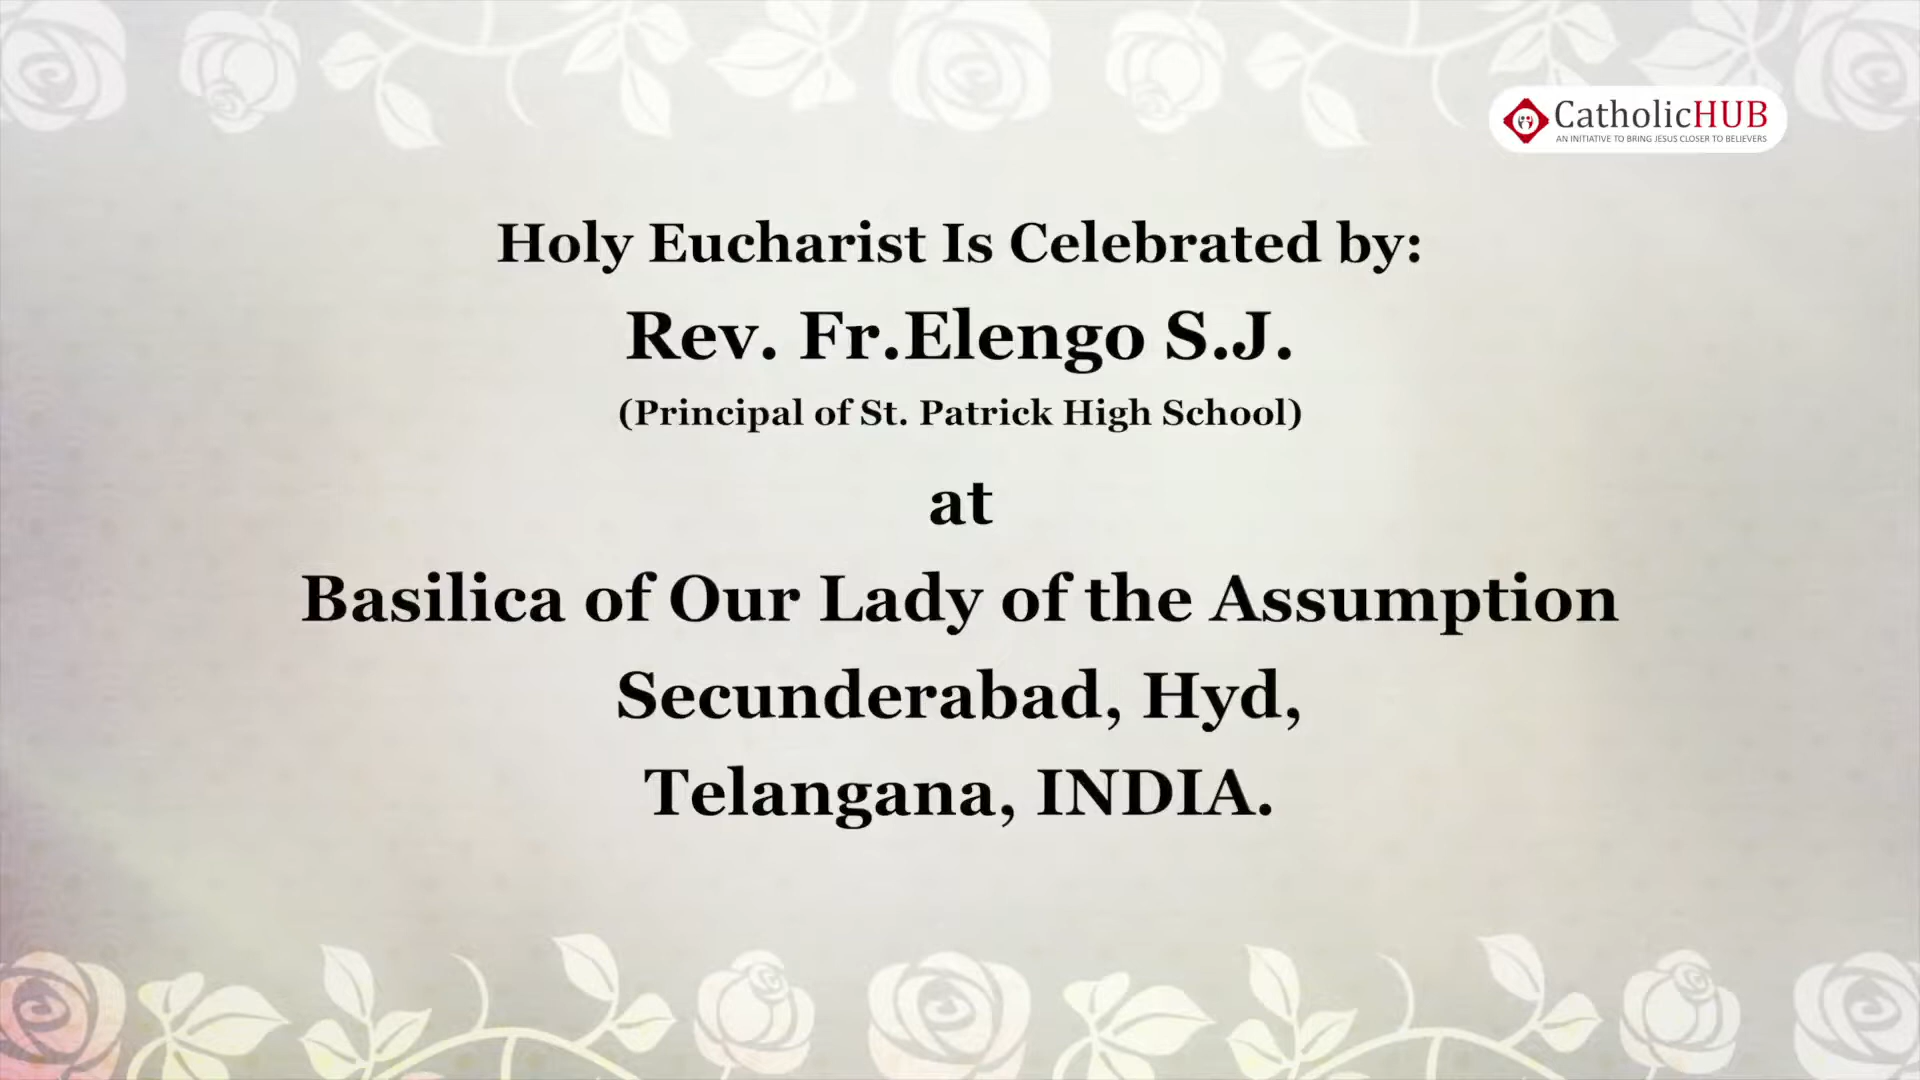 CatholicHUB
AN INITIATIVE TO BRING JESUS CLOSER TO BELIEVERS
Holy Eucharist Is Celebrated by:
Rev. Fr.Elengo S.J.
(Principal of St. Patrick High School)
at
Basilica of Our Lady of the Assumption
Secunderabad, Hyd,
Telangana, INDIA.